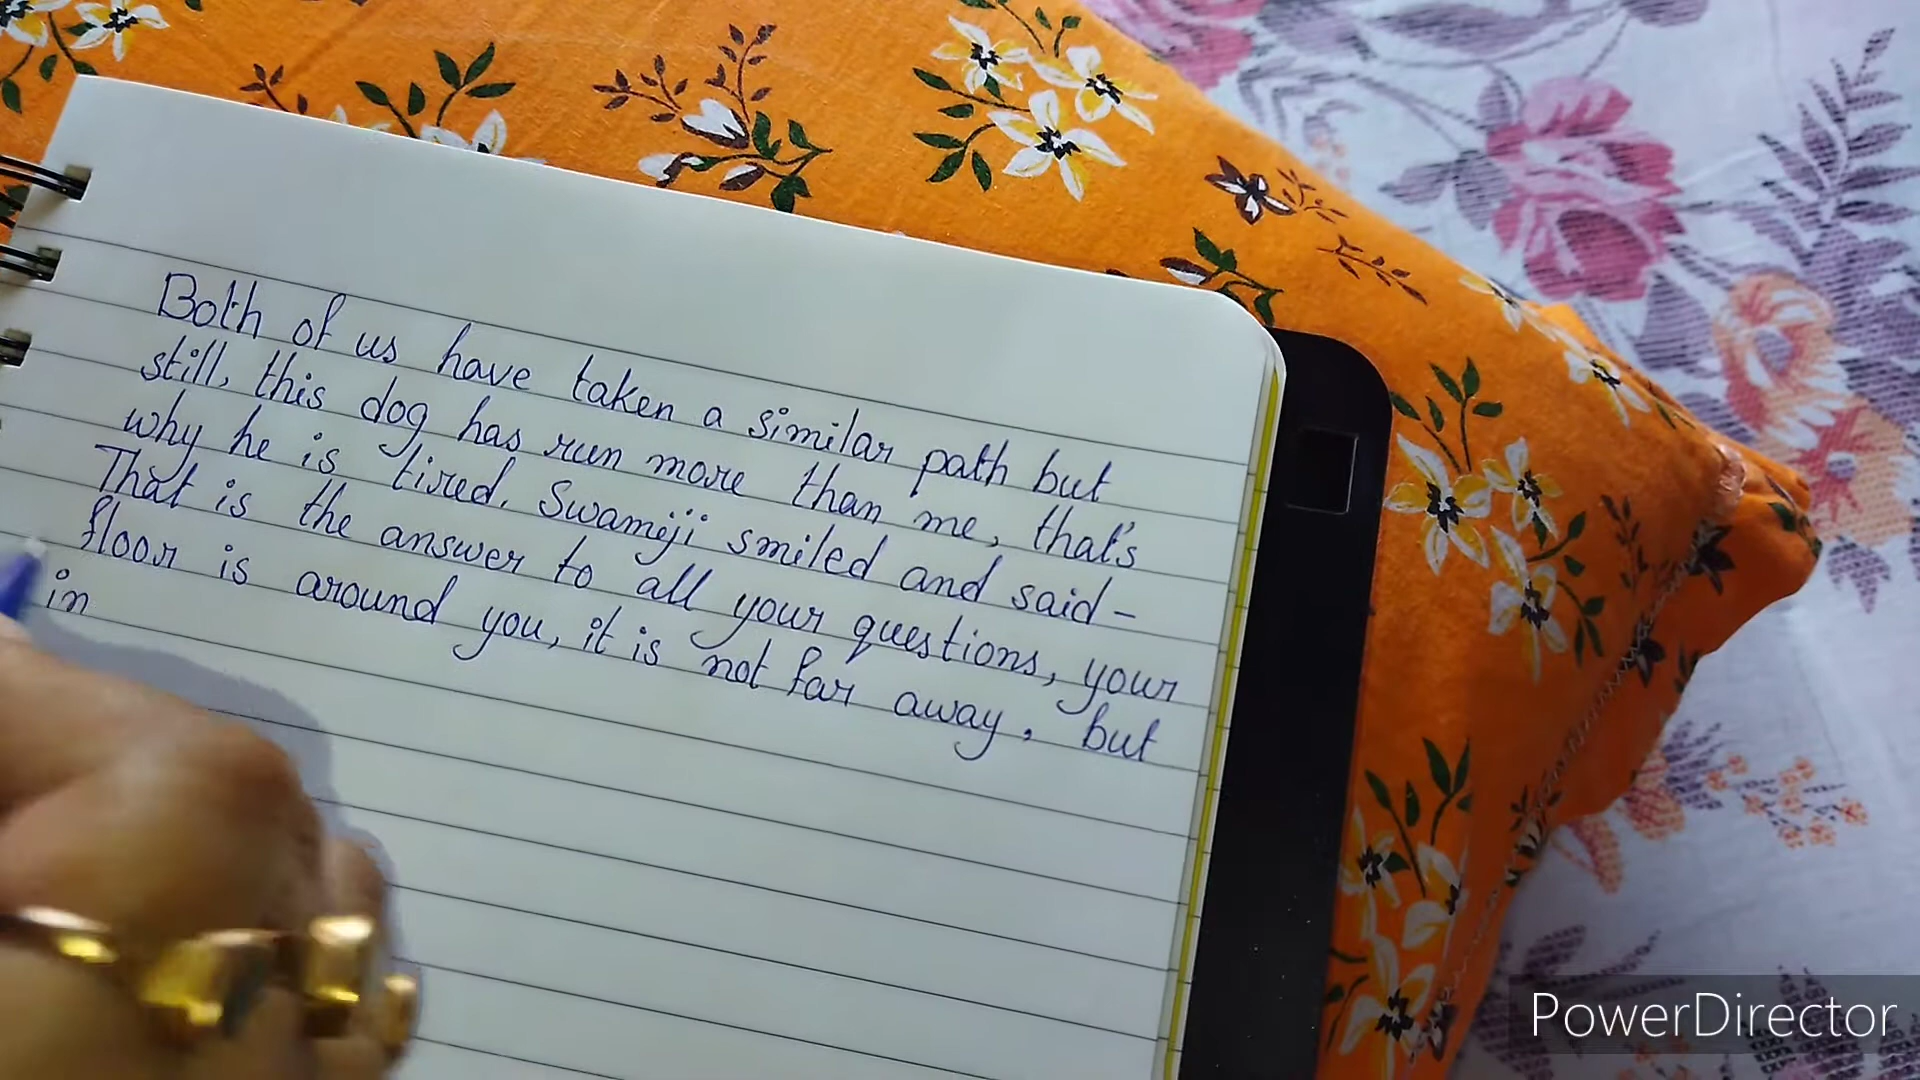 Both of us have taken a similar path but
still, this dog has run more than me, that's
why he is tired. Swamiji smiled and said-
That is the answer to all your questions, your
floor is around you, it is not far away, but
in
PowerDirector